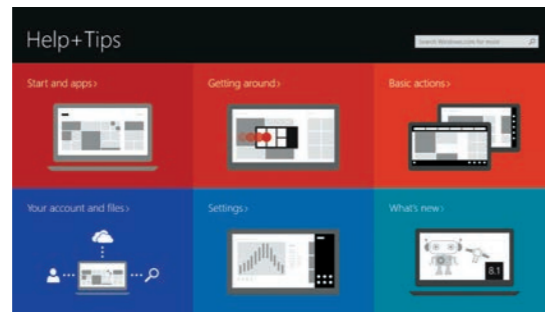 Help+Tips
Search Windows.com for more
Start and apps>
Getting around>
Basic actions>
Your account and files>
Settings>
What's new>
8.1